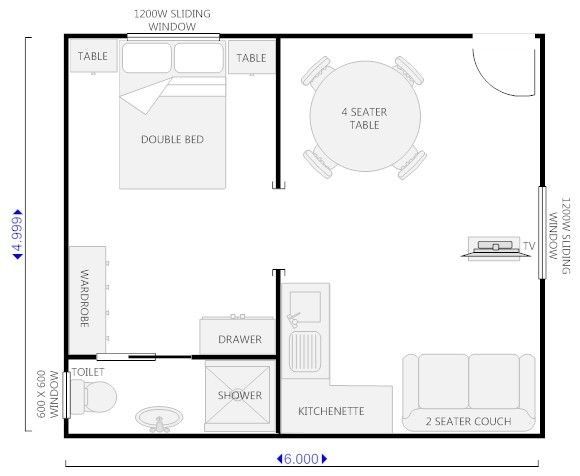 1200W SLIDING
WINDOW
TABLE
TABLE
4 SEATER
TABLE
DOUBLE BED
4.999
1200W SLIDING
WINDOW
TV
WARDROBE
DRAWER
600 X 600
WINDOW
TOILET
SHOWER
KITCHENETTE
2 SEATER COUCH
6.000